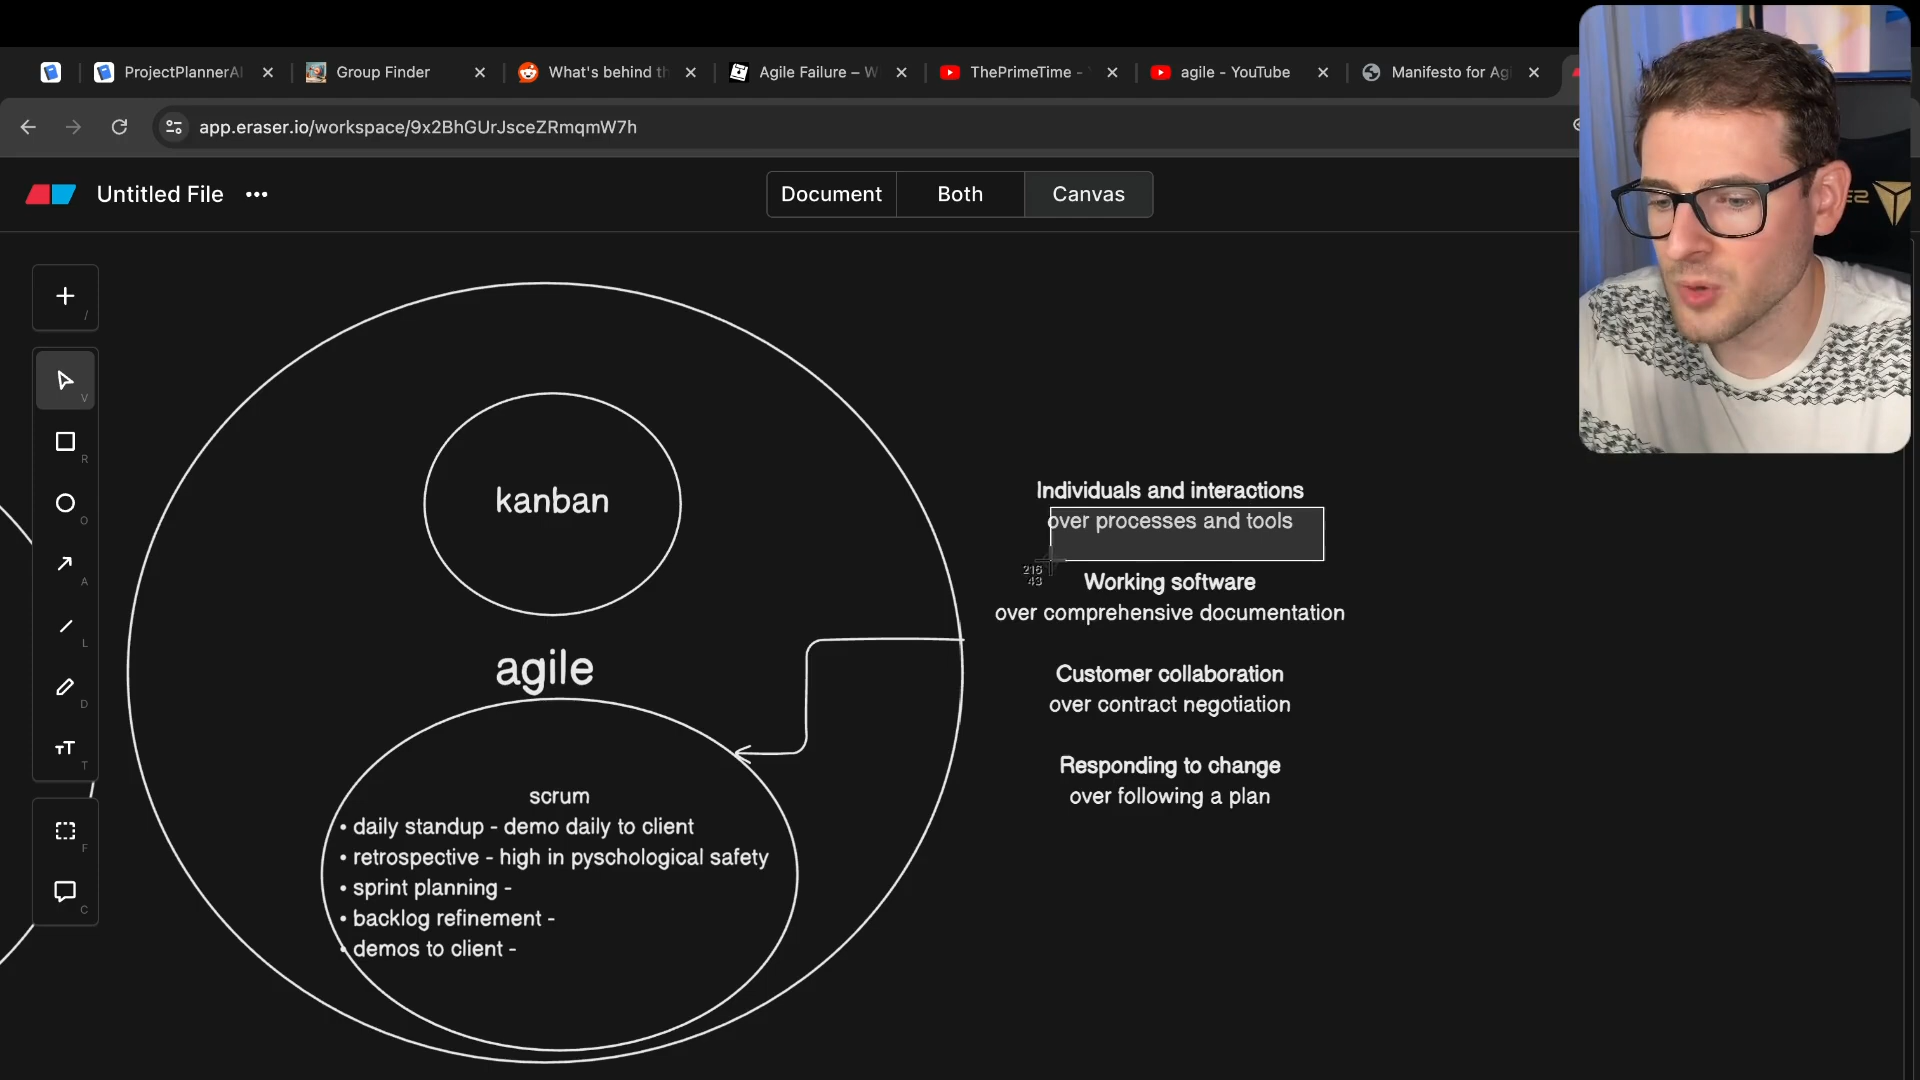 ProjectPlannerAI
Group Finder
What's behind th
Agile Failure – W
ThePrimeTime -
agile - YouTube
Manifesto for Agi
app.eraser.io/workspace/9x2BhGUrJsceZRmqmW7h
Untitled File
Document
Both
Canvas
/
V
R
O
A
L
D
T
F
C
kanban
agile
scrum
• daily standup - demo daily to client
• retrospective - high in pyschological safety
• sprint planning -
• backlog refinement -
• demos to client -
Individuals and interactions
over processes and tools
216
43
Working software
over comprehensive documentation
Customer collaboration
over contract negotiation
Responding to change
over following a plan